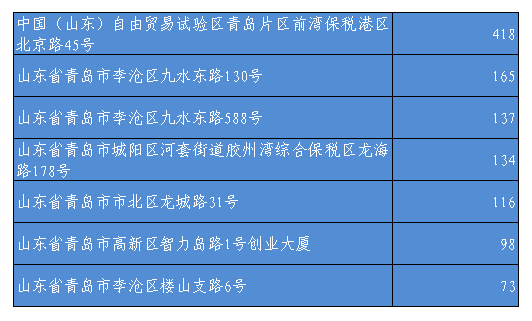 中国（山东）自由贸易试验区青岛片区前湾保税港区
北京路45号
418
山东省青岛市李沧区九水东路130号
165
山东省青岛市李沧区九水东路588号
137
山东省青岛市城阳区河套街道胶州湾综合保税区龙海
路178号
134
山东省青岛市市北区龙城路31号
116
山东省青岛市高新区智力岛路1号创业大厦
98
山东省青岛市李沧区楼山支路6号
73